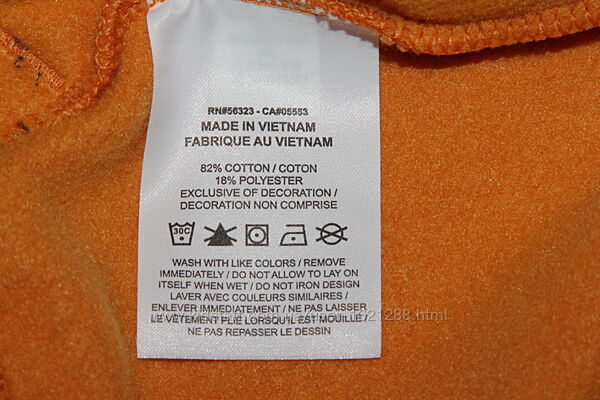 RN#56323 - CA#05553
MADE IN VIETNAM
FABRIQUE AU VIETNAM
82% COTTON / COTON
18% POLYESTER
EXCLUSIVE OF DECORATION /
DECORATION NON COMPRISE
30C
WASH WITH LIKE COLORS / REMOVE
IMMEDIATELY / DO NOT ALLOW TO LAY ON
ITSELF WHEN WET / DO NOT IRON DESIGN
LAVER AVEC COULEURS SIMILAIRES /
ENLEVER IMMEDIATEMENT / NE PAS LAISSER
LE VÊTEMENT PLIE LORSQU'IL EST MOUILLE /
NE PAS REPASSER LE DESSIN
21288.html